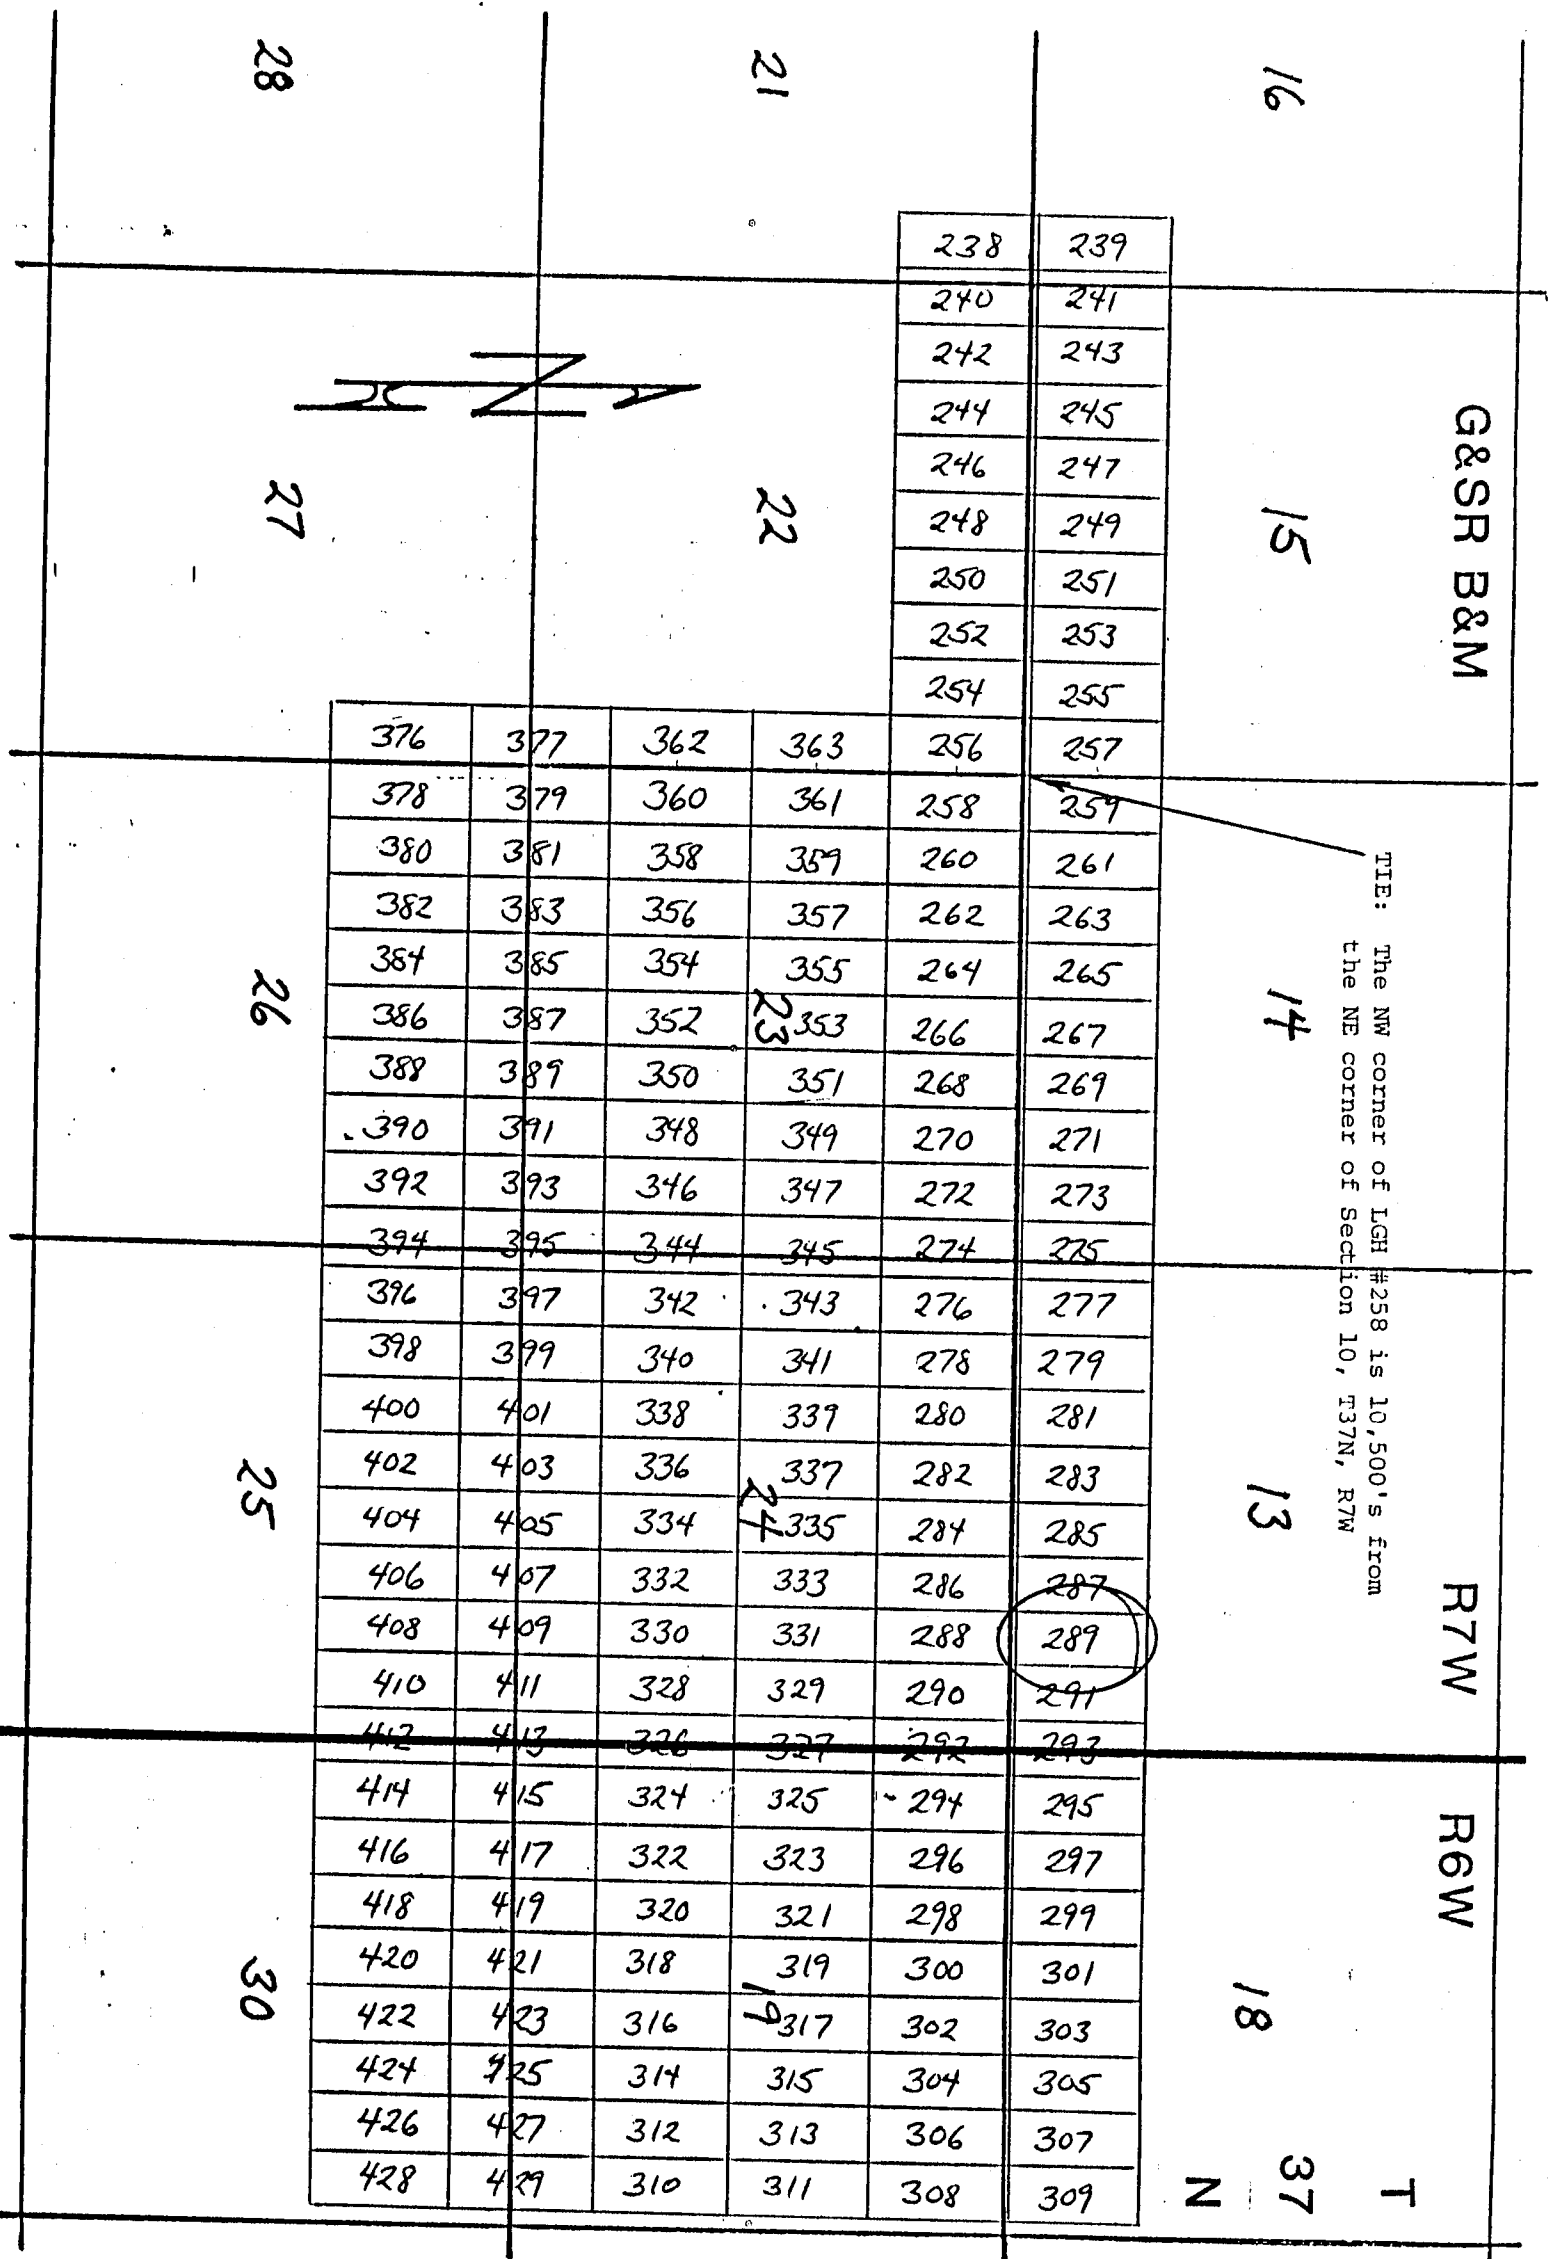 G&SR B&M
R7W
R6W
T
37
N
16
15
14
13
18
21
22
23
24
19
28
27
26
25
30
N
TIE: The NW corner of LGH #258 is 10,500's from
the NE corner of Section 10, T37N, R7W
238 239
240 241
242 243
244 245
246 247
248 249
250 251
252 253
254 255
376 377 362 363 256 257
378 379 360 361 258 259
380 381 358 359 260 261
382 383 356 357 262 263
384 385 354 355 264 265
386 387 352 353 266 267
388 389 350 351 268 269
390 391 348 349 270 271
392 393 346 347 272 273
394 395 344 345 274 275
396 397 342 343 276 277
398 399 340 341 278 279
400 401 338 339 280 281
402 403 336 337 282 283
404 405 334 335 284 285
406 407 332 333 286 287
408 409 330 331 288 289
410 411 328 329 290 291
412 413 326 327 292 293
414 415 324 325 294 295
416 417 322 323 296 297
418 419 320 321 298 299
420 421 318 319 300 301
422 423 316 317 302 303
424 425 314 315 304 305
426 427 312 313 306 307
428 429 310 311 308 309